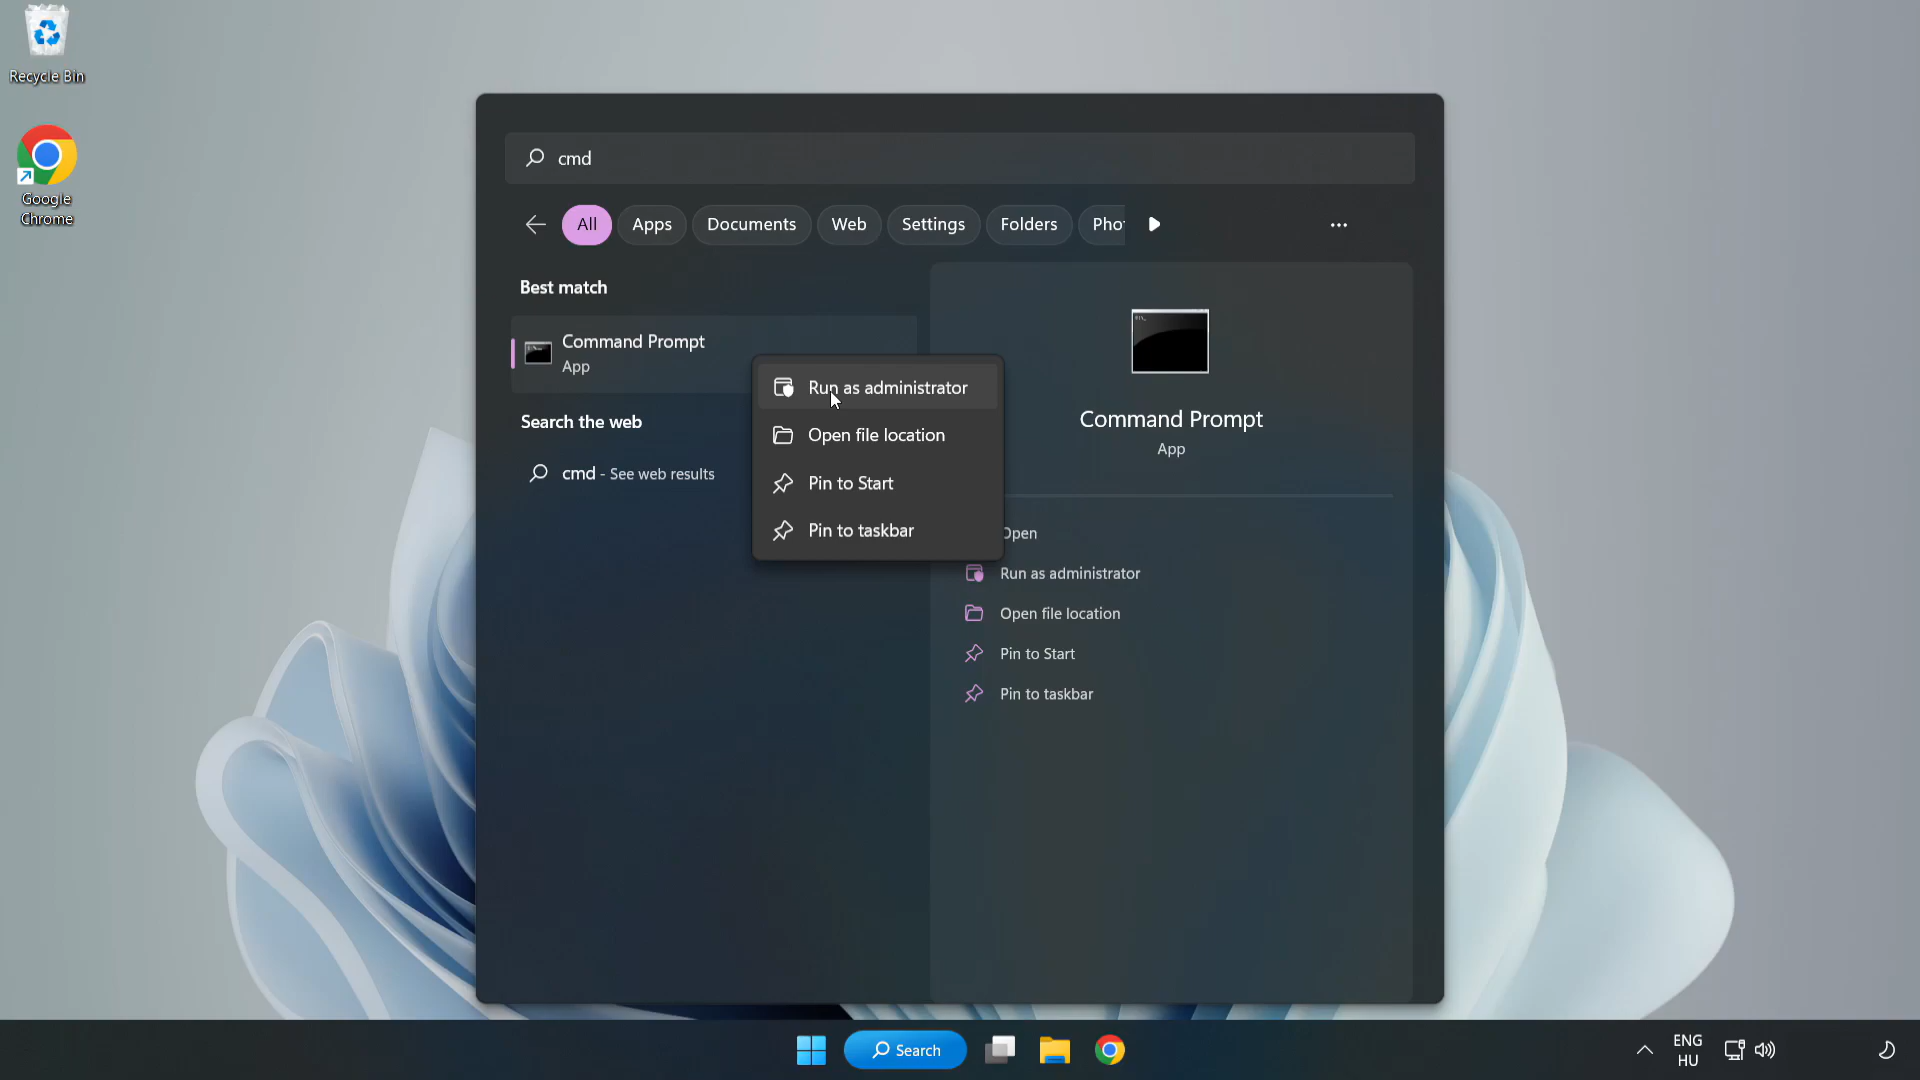 Recycle Bin
Google
Chrome
cmd
All
Apps
Documents
Web
Settings
Folders
Pho
Best match
Command Prompt
App
Search the web
cmd - See web results
Run as administrator
Open file location
Pin to Start
Pin to taskbar
Command Prompt
App
Open
Run as administrator
Open file location
Pin to Start
Pin to taskbar
Search
ENG
HU